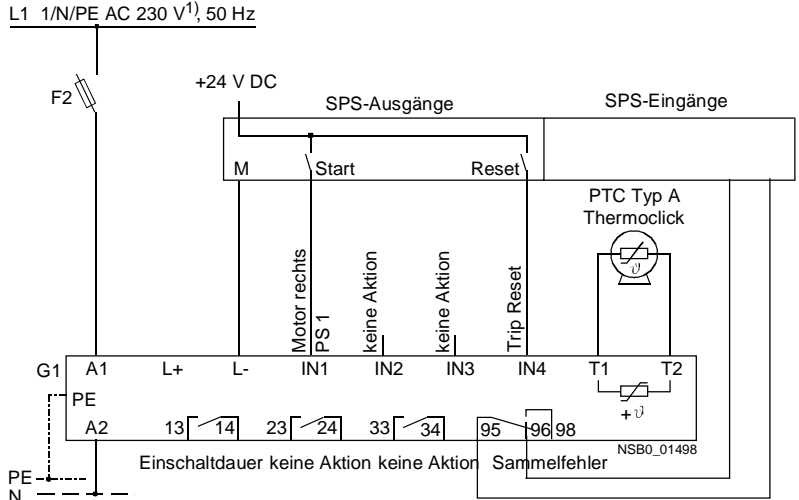 L1 1/N/PE AC 230 V1), 50 Hz
F2
+24 V DC
SPS-Ausgänge
SPS-Eingänge
M
Start
Reset
PTC Typ A
Thermoclick
ϑ
Motor rechts
PS 1
keine Aktion
keine Aktion
Trip Reset
G1
A1 L+ L- IN1 IN2 IN3 IN4 T1 T2
PE
+ϑ
A2 13 14 23 24 33 34 95 96 98
NSB0_01498
Einschaltdauer keine Aktion keine Aktion Sammelfehler
PE
N